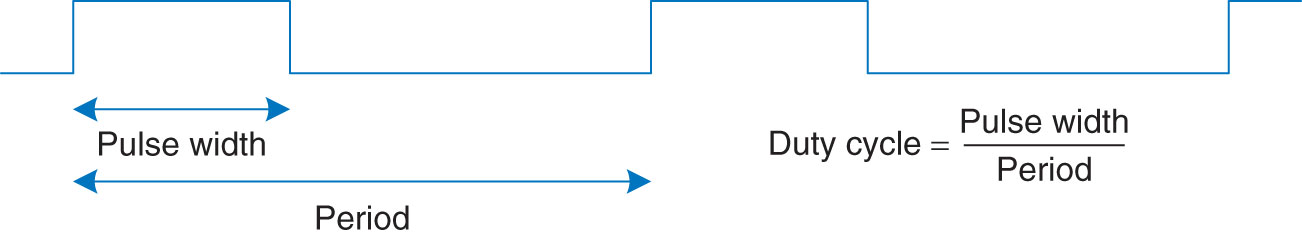 Pulse width
Period
Duty cycle = Pulse width
Period